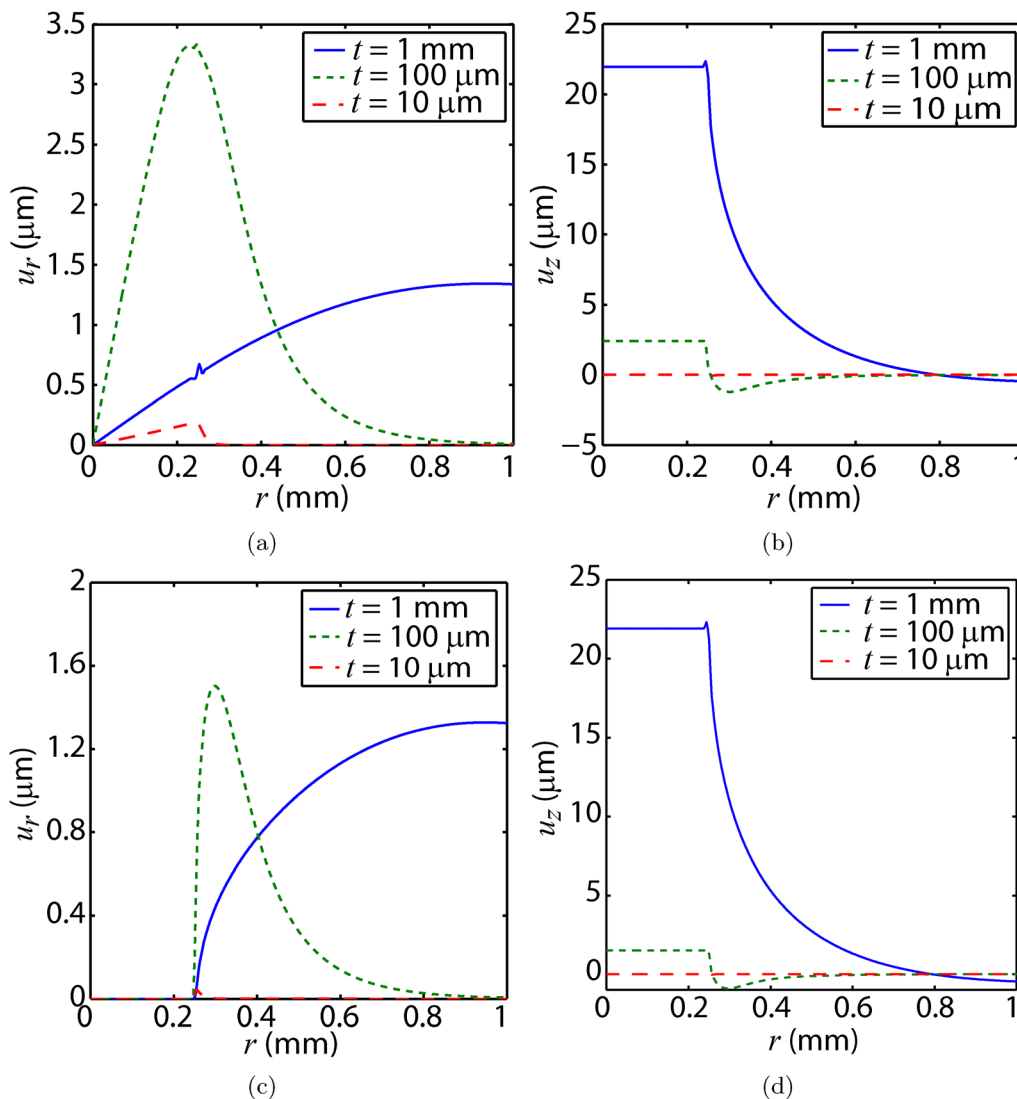 3.5
3
2.5
2
1.5
1
0.5
0
0 0.2 0.4 0.6 0.8 1
u_r (μm)
r (mm)
t = 1 mm
t = 100 μm
t = 10 μm
(a)
25
20
15
10
5
0
−5
0 0.2 0.4 0.6 0.8 1
u_z (μm)
r (mm)
t = 1 mm
t = 100 μm
t = 10 μm
(b)
2
1.6
1.2
0.8
0.4
0
0 0.2 0.4 0.6 0.8 1
u_r (μm)
r (mm)
t = 1 mm
t = 100 μm
t = 10 μm
(c)
25
20
15
10
5
0
0 0.2 0.4 0.6 0.8 1
u_z (μm)
r (mm)
t = 1 mm
t = 100 μm
t = 10 μm
(d)